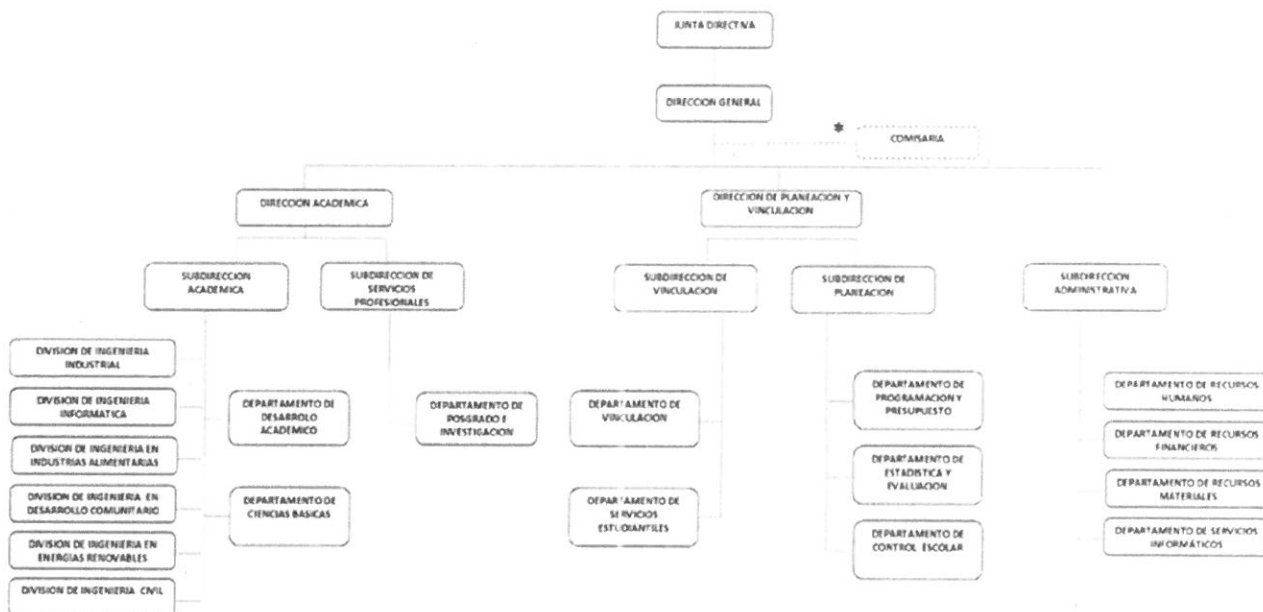 JUNTA DIRECTIVA
DIRECCION GENERAL
*
COMISARIA
DIRECCION ACADEMICA
DIRECCION DE PLANEACION Y
VINCULACION
SUBDIRECCION
ACADEMICA
SUBDIRECCION DE
SERVICIOS
PROFESIONALES
SUBDIRECCION DE
VINCULACION
SUBDIRECCION DE
PLANEACION
SUBDIRECCION
ADMINISTRATIVA
DIVISION DE INGENIERIA
INDUSTRIAL
DIVISION DE INGENIERIA
INFORMATICA
DIVISION DE INGENIERIA EN
INDUSTRIAS ALIMENTARIAS
DIVISION DE INGENIERIA EN
DESARROLLO COMUNITARIO
DIVISION DE INGENIERIA EN
ENERGIAS RENOVABLES
DIVISION DE INGENIERIA CIVIL
DEPARTAMENTO DE
DESARROLO
ACADEMICO
DEPARTAMENTO DE
CIENCIAS BASICAS
DEPARTAMENTO DE
POSGRADO E
INVESTIGACION
DEPARTAMENTO DE
VINCULACION
DEPARTAMENTO DE
SERVICIOS
ESTUDIANTILES
DEPARTAMENTO DE
PROGRAMACION Y
PRESUPUESTO
DEPARTAMENTO DE
ESTADISTICA Y
EVALUACION
DEPARTAMENTO DE
CONTROL ESCOLAR
DEPARTAMENTO DE RECURSOS
HUMANOS
DEPARTAMENTO DE RECURSOS
FINANCIEROS
DEPARTAMENTO DE RECURSOS
MATERIALES
DEPARTAMENTO DE SERVICIOS
INFORMÁTICOS